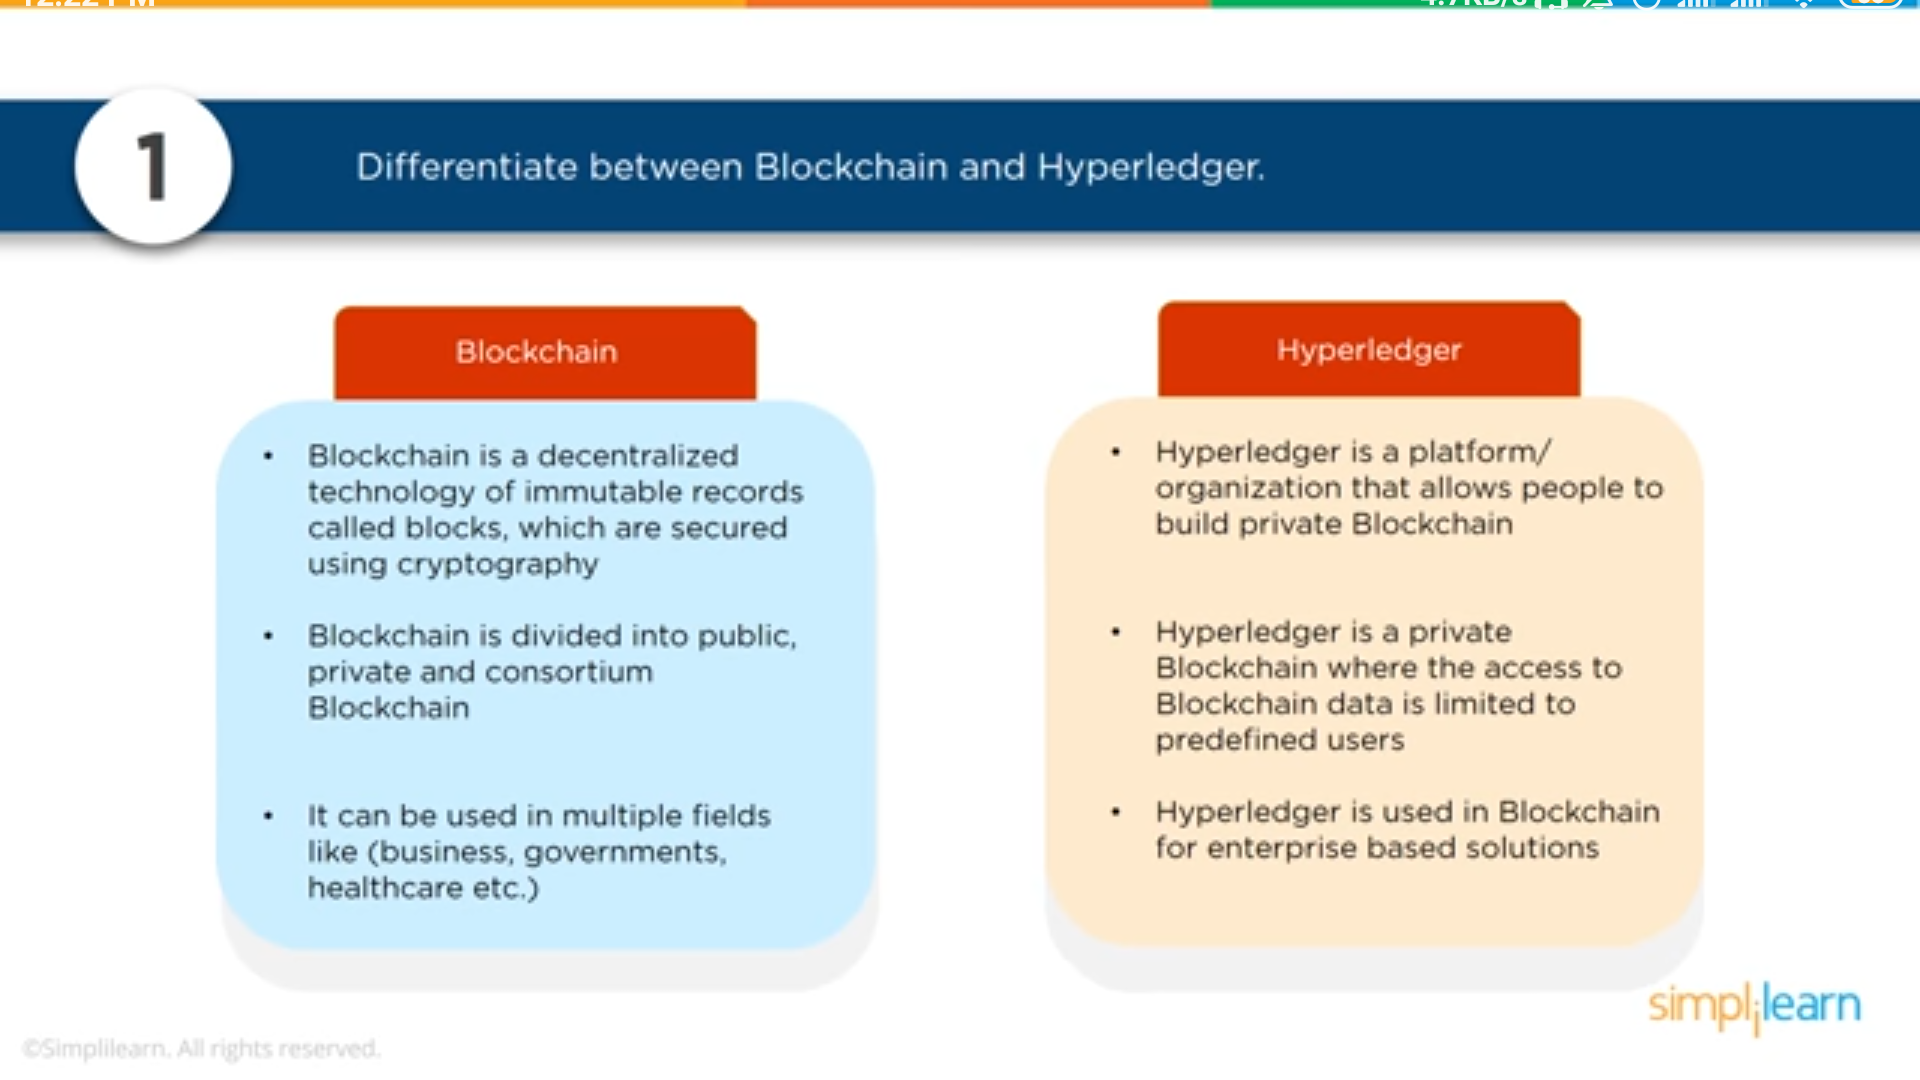 1
Differentiate between Blockchain and Hyperledger.
Blockchain
• Blockchain is a decentralized
technology of immutable records
called blocks, which are secured
using cryptography
• Blockchain is divided into public,
private and consortium
Blockchain
• It can be used in multiple fields
like (business, governments,
healthcare etc.)
Hyperledger
• Hyperledger is a platform/
organization that allows people to
build private Blockchain
• Hyperledger is a private
Blockchain where the access to
Blockchain data is limited to
predefined users
• Hyperledger is used in Blockchain
for enterprise based solutions
simplilearn
©Simplilearn. All rights reserved.